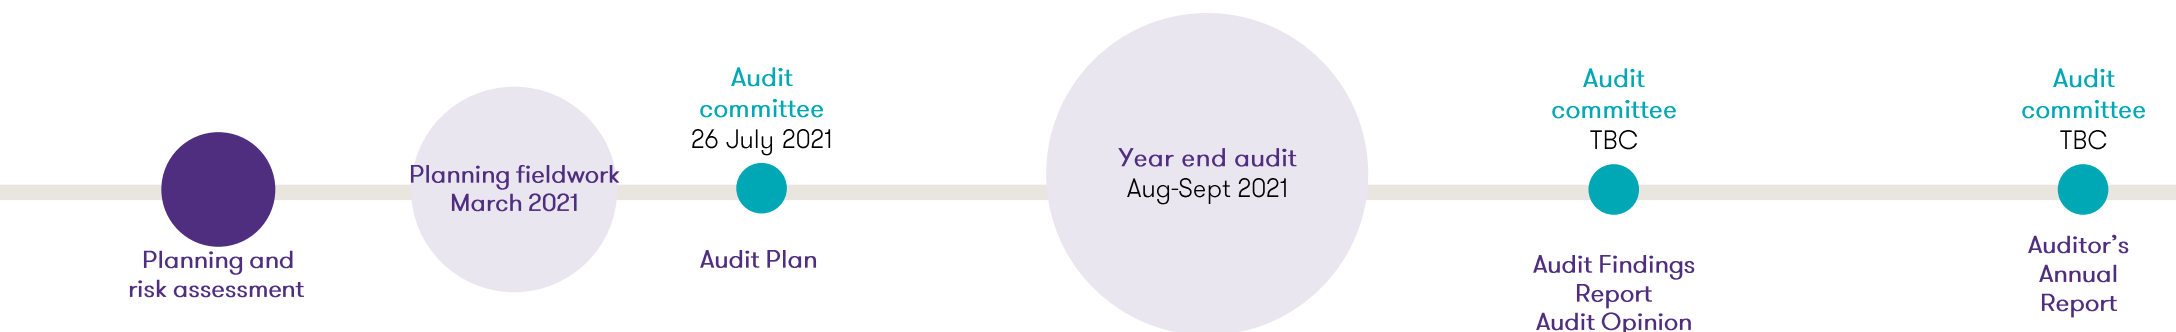 Planning and
risk assessment
Planning fieldwork
March 2021
Audit
committee
26 July 2021
Audit Plan
Year end audit
Aug-Sept 2021
Audit
committee
TBC
Audit Findings
Report
Audit Opinion
Audit
committee
TBC
Auditor’s
Annual
Report